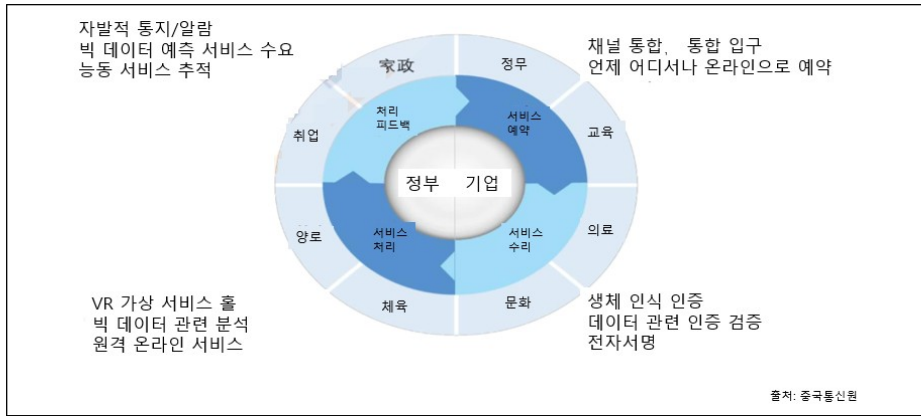 자발적 통지/알람
빅 데이터 예측 서비스 수요
능동 서비스 추적
채널 통합, 통합 입구
언제 어디서나 온라인으로 예약
家政
정무
취업
처리
피드백
서비스
예약
교육
정부 기업
양로
서비스
처리
서비스
수리
의료
체육
문화
VR 가상 서비스 홀
빅 데이터 관련 분석
원격 온라인 서비스
생체 인식 인증
데이터 관련 인증 검증
전자서명
출처: 중국통신원